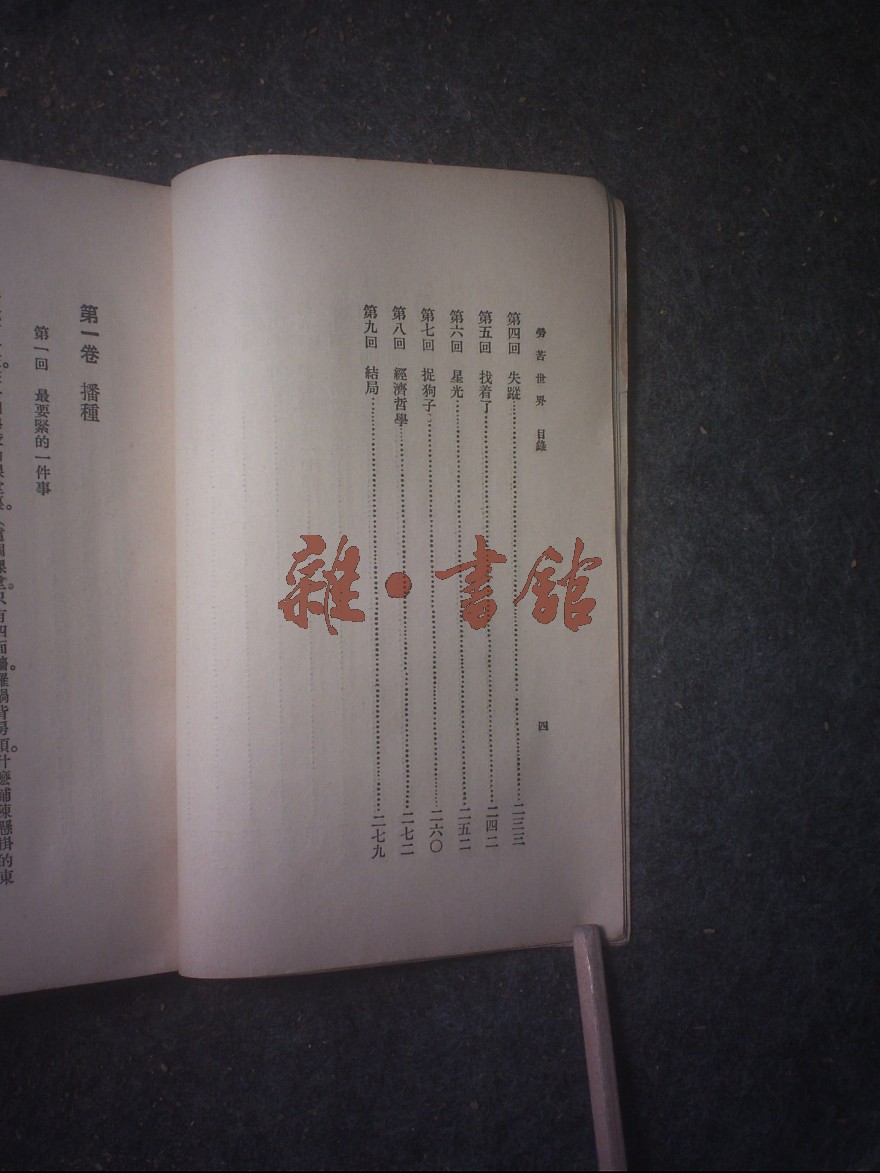 勞苦世界 目錄
第四回 失蹤 二三三
第五回 找着了 二四二
第六回 星光 二五二
第七回 捉狗子 二六〇
第八回 經濟哲學 二七二
第九回 結局 二七九
四
雜·書館
第一卷 播種
第一回 最要緊的一件事